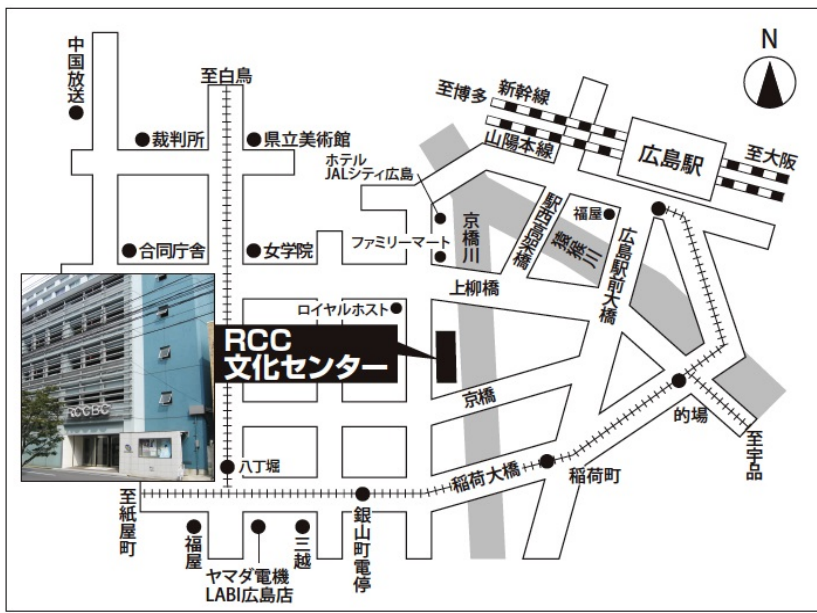 中国放送
至白鳥
裁判所
県立美術館
ホテル
JALシティ広島
至博多
新幹線
山陽本線
広島駅
至大阪
N
合同庁舎
女学院
ファミリーマート
京橋川
駅西高架橋
福屋
猿猴川
広島駅前大橋
上柳橋
ロイヤルホスト
RCC
文化センター
RCCBC
京橋
的場
至宇品
八丁堀
稲荷大橋
稲荷町
至紙屋町
福屋
ヤマダ電機
LABI広島店
三越
銀山町電停